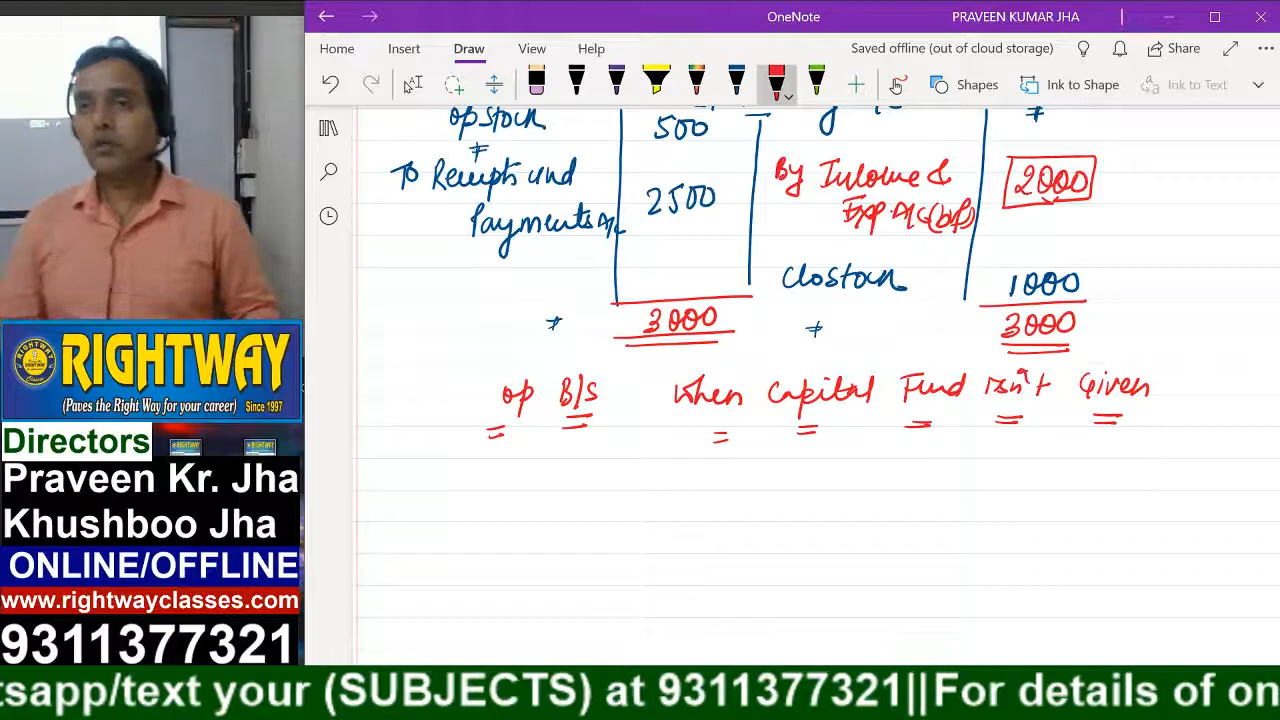 OneNote
PRAVEEN KUMAR JHA
Home Insert Draw View Help
Saved offline (out of cloud storage)
Share
Shapes
Ink to Shape
Ink to Text
op stock 500
To Receipts and 2500
Payments A/c
By Income & 2000
Exp A/c (b/f)
Clo Stock 1000
3000 3000
op B/S when Capital Fund isn't Given
RIGHTWAY
(Paves the Right Way for your career) Since 1997
Directors
Praveen Kr. Jha
Khushboo Jha
ONLINE/OFFLINE
www.rightwayclasses.com
9311377321
tsapp/text your (SUBJECTS) at 9311377321||For details of on